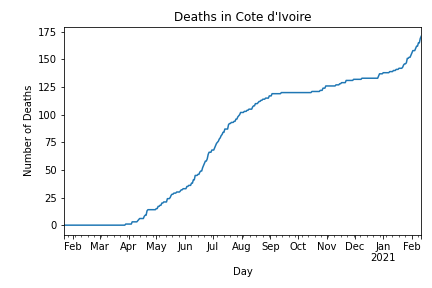 Deaths in Cote d'Ivoire
175
150
125
100
75
50
25
0
Number of Deaths
Feb Mar Apr May Jun Jul Aug Sep Oct Nov Dec Jan Feb
2021
Day